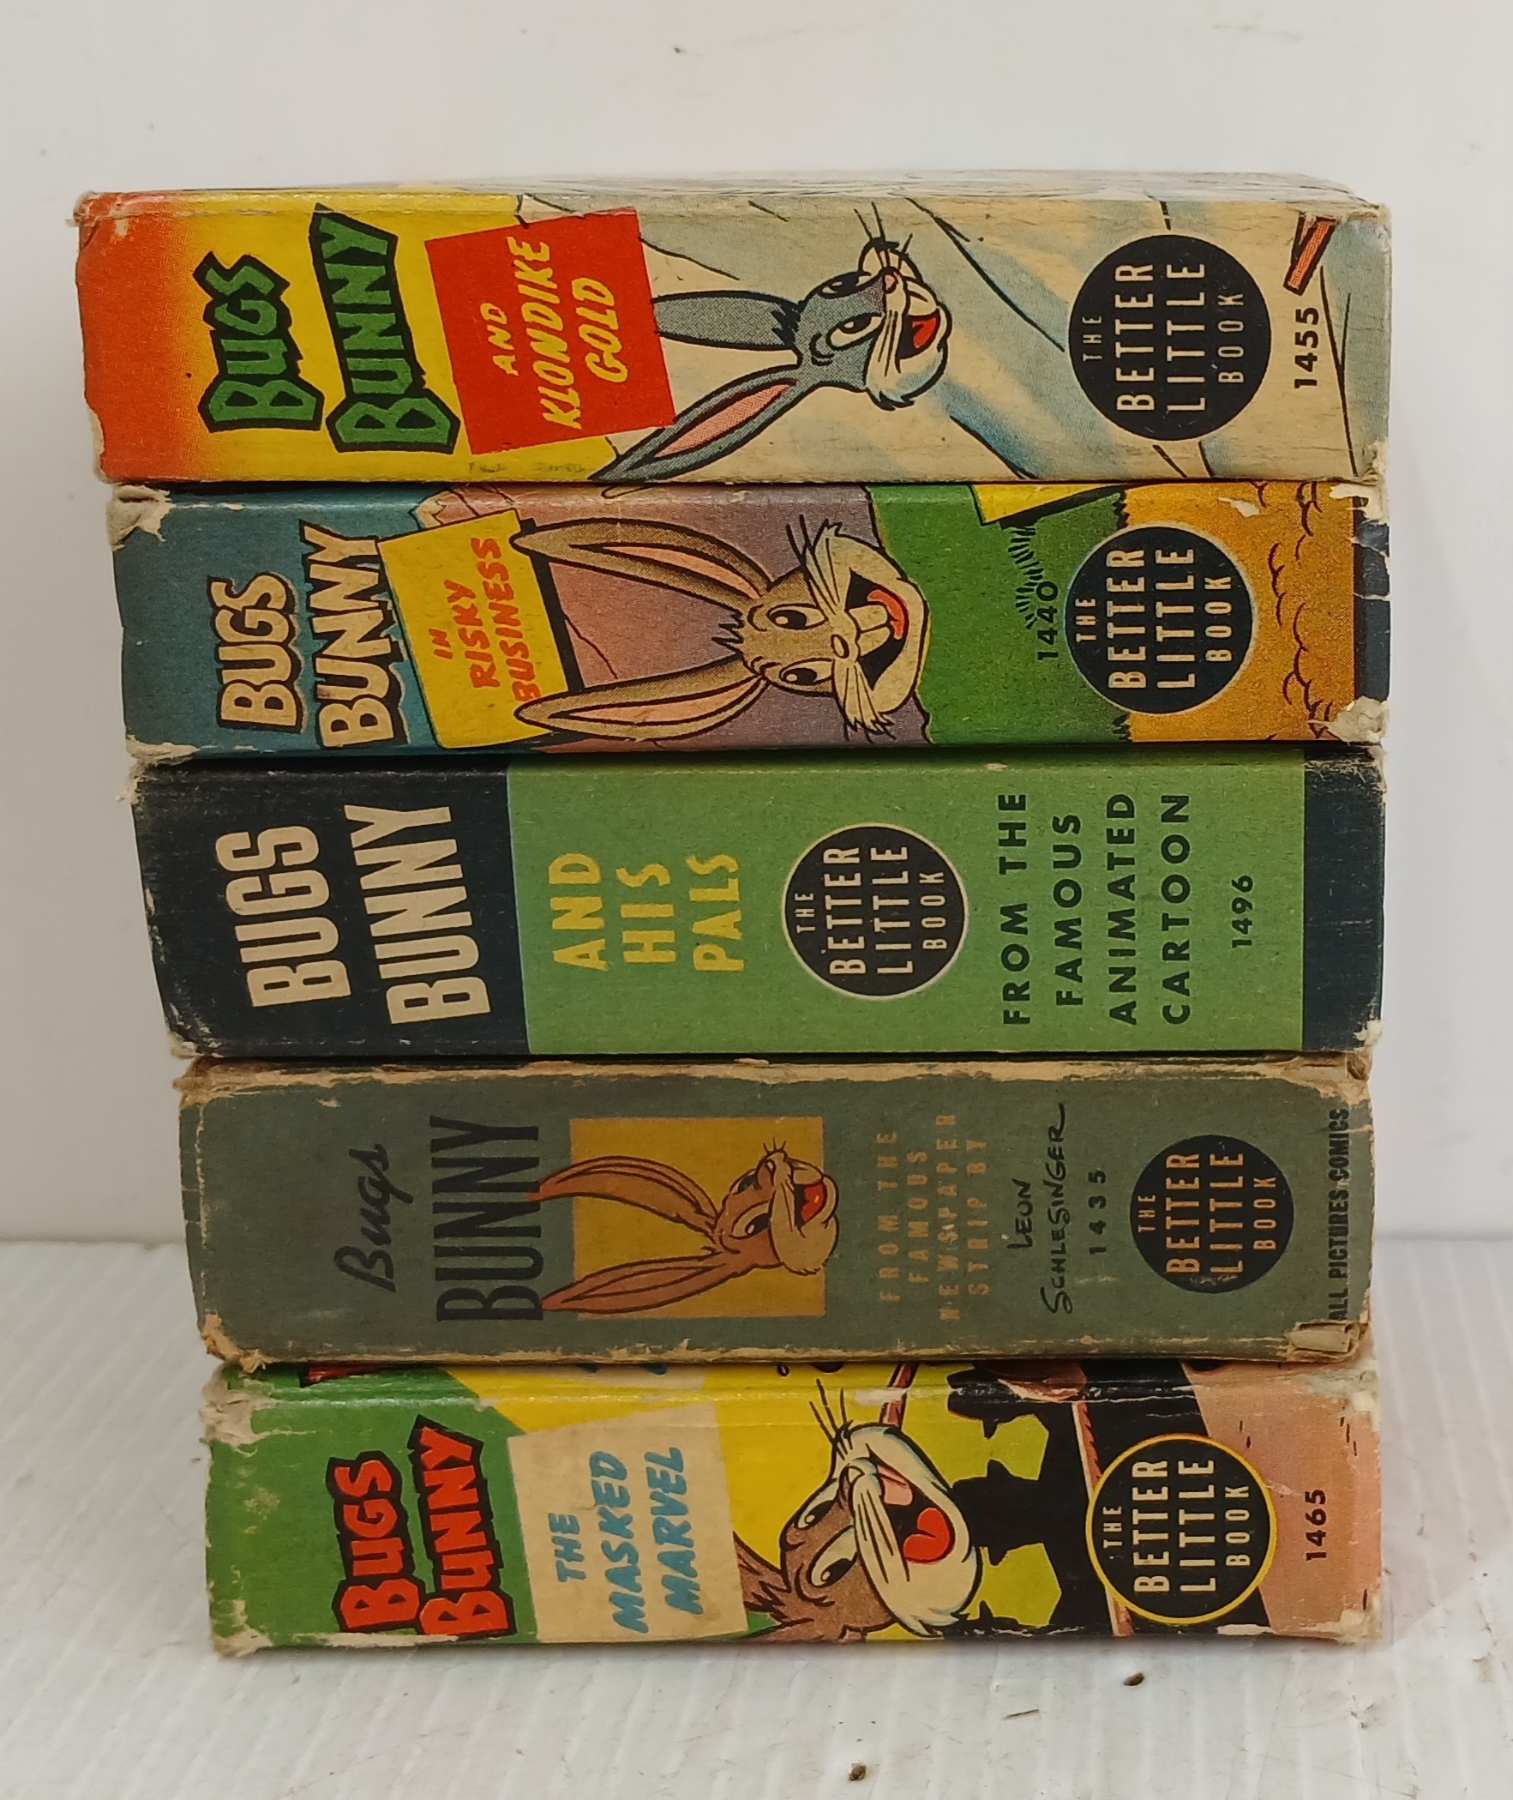 BUGS
BUNNY
AND
KLONDIKE
GOLD
THE
BETTER
LITTLE
BOOK
1455
BUGS
BUNNY
IN
RISKY
BUSINESS
1440
THE
BETTER
LITTLE
BOOK
BUGS
BUNNY
AND
HIS
PALS
THE
BETTER
LITTLE
BOOK
FROM THE
FAMOUS
ANIMATED
CARTOON
1496
Bugs
BUNNY
FROM THE
FAMOUS
NEWSPAPER
STRIP BY
LEON
SCHLESINGER
1435
THE
BETTER
LITTLE
BOOK
ALL PICTURES COMICS
BUGS
BUNNY
THE
MASKED
MARVEL
THE
BETTER
LITTLE
BOOK
1465